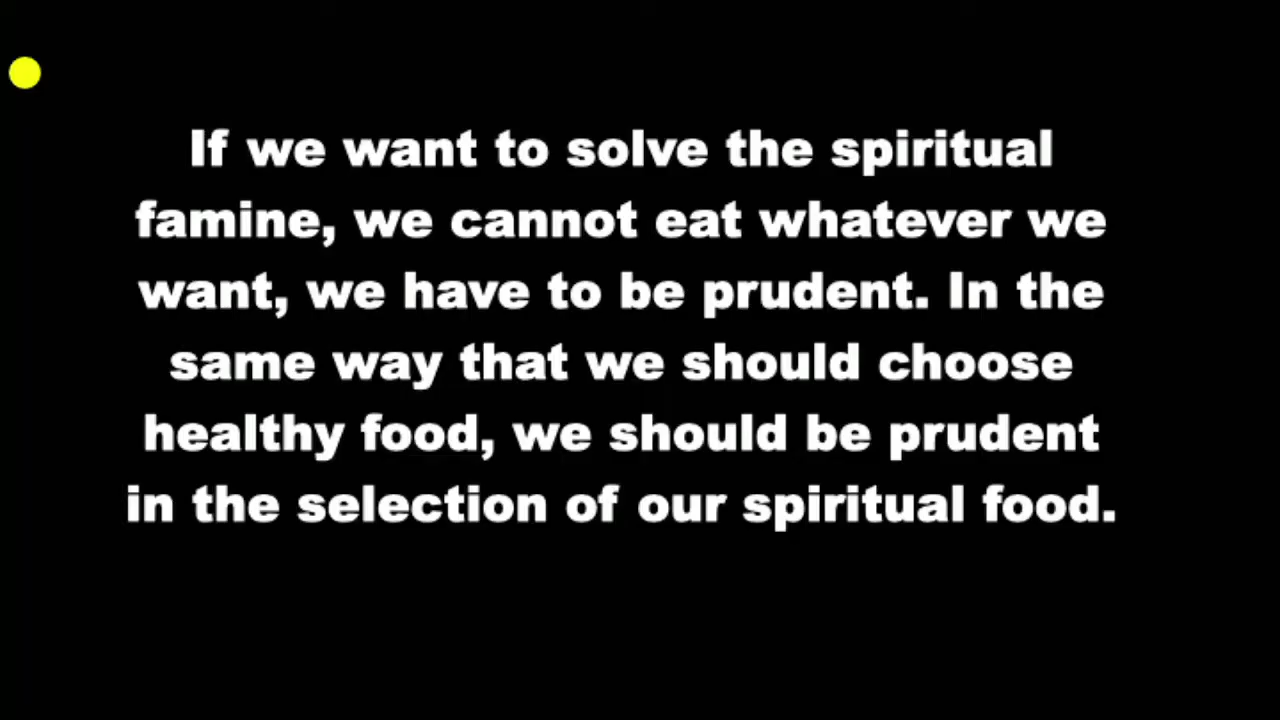 If we want to solve the spiritual
famine, we cannot eat whatever we
want, we have to be prudent. In the
same way that we should choose
healthy food, we should be prudent
in the selection of our spiritual food.